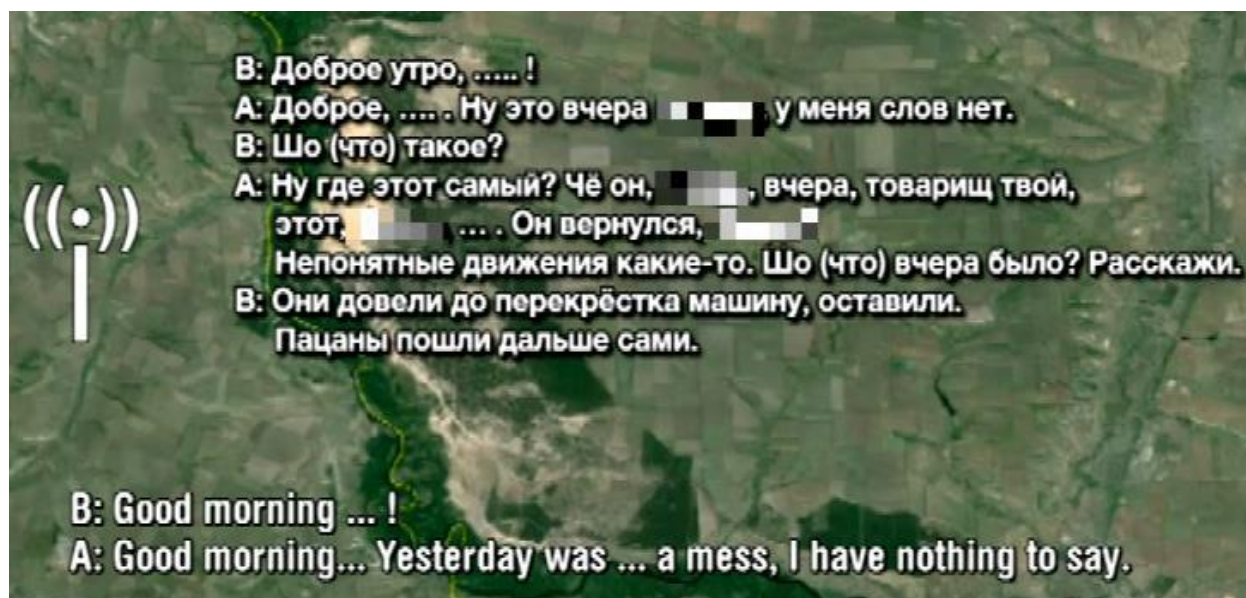 В: Доброе утро, ..... !
А: Доброе, .... . Ну это вчера , у меня слов нет.
В: Шо (что) такое?
А: Ну где этот самый? Чё он, , вчера, товарищ твой,
этот, ... . Он вернулся,
Непонятные движения какие-то. Шо (что) вчера было? Расскажи.
В: Они довели до перекрёстка машину, оставили.
Пацаны пошли дальше сами.
B: Good morning ... !
A: Good morning... Yesterday was ... a mess, I have nothing to say.